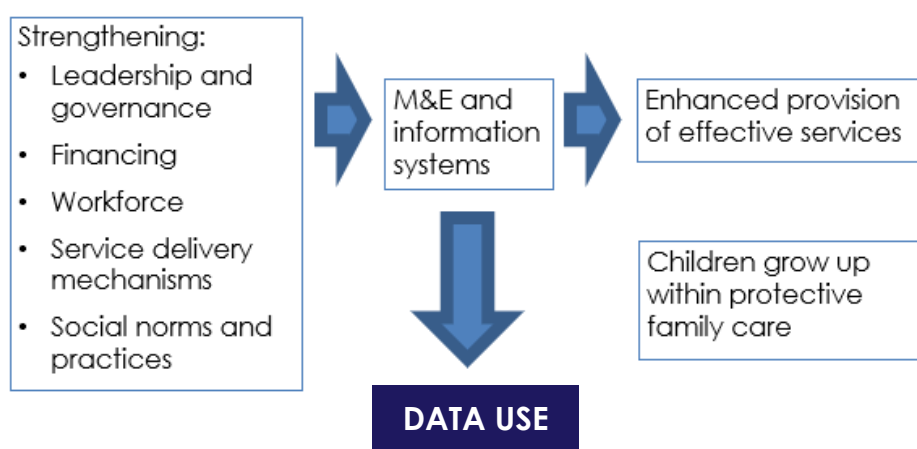 Strengthening:
• Leadership and
governance
• Financing
• Workforce
• Service delivery
mechanisms
• Social norms and
practices
M&E and
information
systems
Enhanced provision
of effective services
Children grow up
within protective
family care
DATA USE